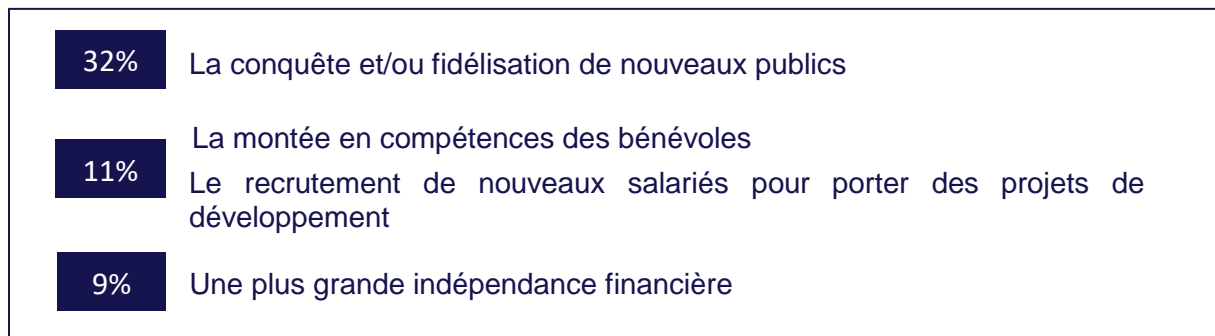 32% La conquête et/ou fidélisation de nouveaux publics
La montée en compétences des bénévoles
11%
Le recrutement de nouveaux salariés pour porter des projets de
développement
9% Une plus grande indépendance financière